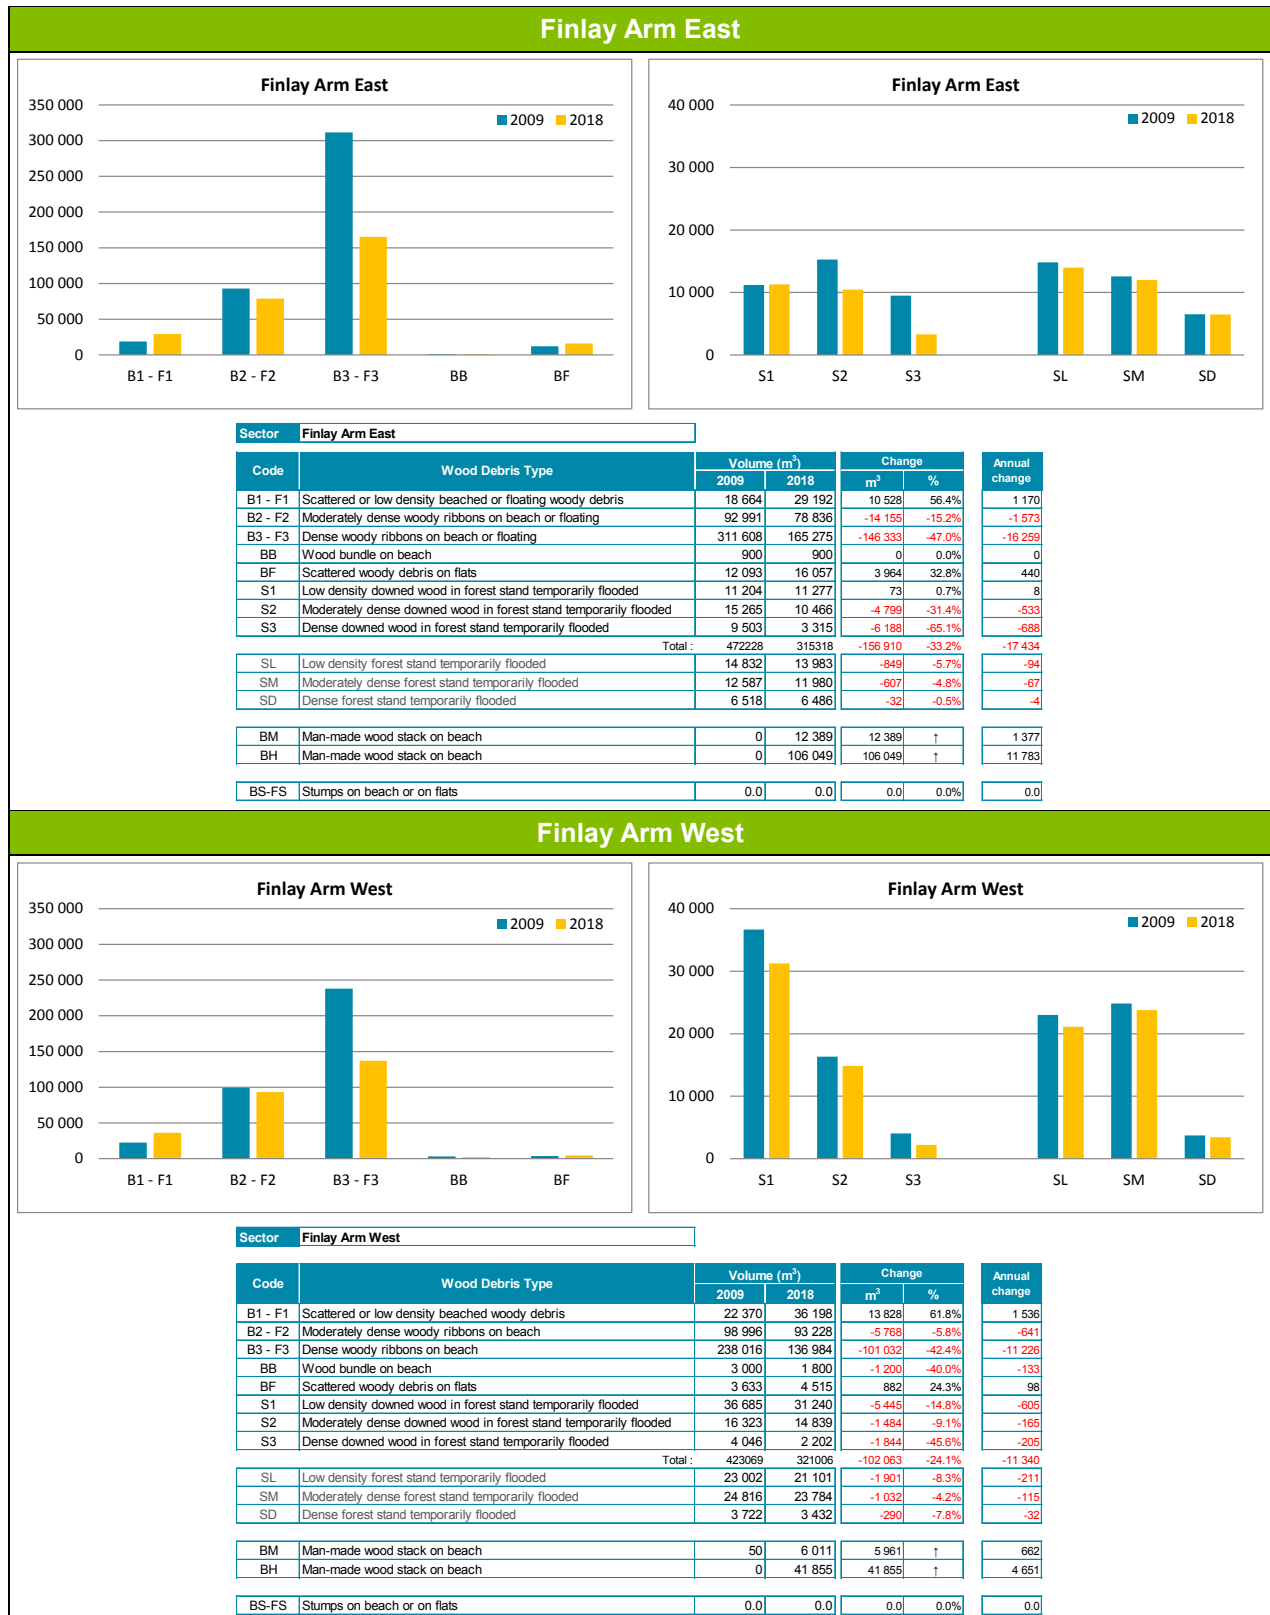 Finlay Arm East
Finlay Arm East
350 000
300 000
250 000
200 000
150 000
100 000
50 000
0
2009 2018
B1 - F1 B2 - F2 B3 - F3 BB BF
Finlay Arm East
40 000
30 000
20 000
10 000
0
2009 2018
S1 S2 S3 SL SM SD
Sector Finlay Arm East
Code Wood Debris Type Volume (m³) Change Annual change
2009 2018 m³ %
B1 - F1 Scattered or low density beached or floating woody debris 18 664 29 192 10 528 56.4% 1 170
B2 - F2 Moderately dense woody ribbons on beach or floating 92 991 78 836 -14 155 -15.2% -1 573
B3 - F3 Dense woody ribbons on beach or floating 311 608 165 275 -146 333 -47.0% -16 259
BB Wood bundle on beach 900 900 0 0.0% 0
BF Scattered woody debris on flats 12 093 16 057 3 964 32.8% 440
S1 Low density downed wood in forest stand temporarily flooded 11 204 11 277 73 0.7% 8
S2 Moderately dense downed wood in forest stand temporarily flooded 15 265 10 466 -4 799 -31.4% -533
S3 Dense downed wood in forest stand temporarily flooded 9 503 3 315 -6 188 -65.1% -688
Total : 472228 315318 -156 910 -33.2% -17 434
SL Low density forest stand temporarily flooded 14 832 13 983 -849 -5.7% -94
SM Moderately dense forest stand temporarily flooded 12 587 11 980 -607 -4.8% -67
SD Dense forest stand temporarily flooded 6 518 6 486 -32 -0.5% -4
BM Man-made wood stack on beach 0 12 389 12 389 ↑ 1 377
BH Man-made wood stack on beach 0 106 049 106 049 ↑ 11 783
BS-FS Stumps on beach or on flats 0.0 0.0 0.0 0.0% 0.0
Finlay Arm West
Finlay Arm West
350 000
300 000
250 000
200 000
150 000
100 000
50 000
0
2009 2018
B1 - F1 B2 - F2 B3 - F3 BB BF
Finlay Arm West
40 000
30 000
20 000
10 000
0
2009 2018
S1 S2 S3 SL SM SD
Sector Finlay Arm West
Code Wood Debris Type Volume (m³) Change Annual change
2009 2018 m³ %
B1 - F1 Scattered or low density beached woody debris 22 370 36 198 13 828 61.8% 1 536
B2 - F2 Moderately dense woody ribbons on beach 98 996 93 228 -5 768 -5.8% -641
B3 - F3 Dense woody ribbons on beach 238 016 136 984 -101 032 -42.4% -11 226
BB Wood bundle on beach 3 000 1 800 -1 200 -40.0% -133
BF Scattered woody debris on flats 3 633 4 515 882 24.3% 98
S1 Low density downed wood in forest stand temporarily flooded 36 685 31 240 -5 445 -14.8% -605
S2 Moderately dense downed wood in forest stand temporarily flooded 16 323 14 839 -1 484 -9.1% -165
S3 Dense downed wood in forest stand temporarily flooded 4 046 2 202 -1 844 -45.6% -205
Total : 423069 321006 -102 063 -24.1% -11 340
SL Low density forest stand temporarily flooded 23 002 21 101 -1 901 -8.3% -211
SM Moderately dense forest stand temporarily flooded 24 816 23 784 -1 032 -4.2% -115
SD Dense forest stand temporarily flooded 3 722 3 432 -290 -7.8% -32
BM Man-made wood stack on beach 50 6 011 5 961 ↑ 662
BH Man-made wood stack on beach 0 41 855 41 855 ↑ 4 651
BS-FS Stumps on beach or on flats 0.0 0.0 0.0 0.0% 0.0